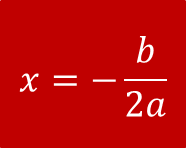 x = − b/2a